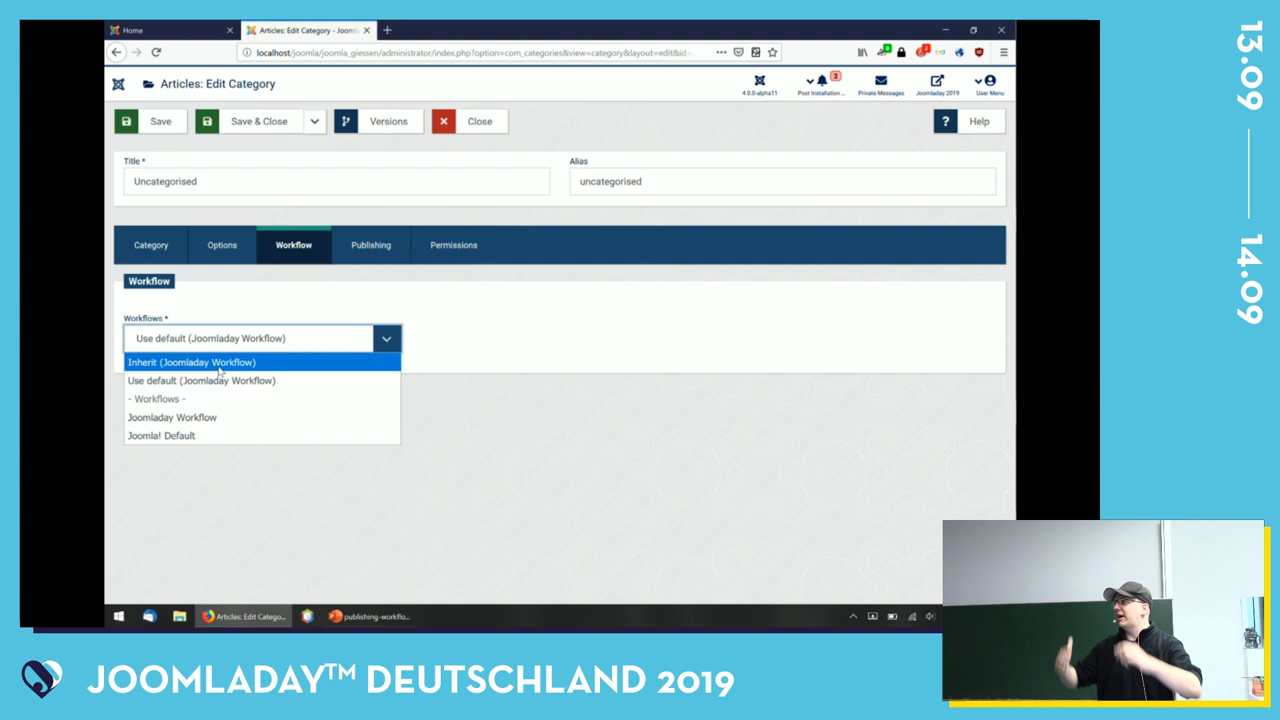 Home
Articles: Edit Category - Jooml
localhost/joomla/joomla_giessen/administrator/index.php?option=com_categories&view=category&layout=edit&id=
Articles: Edit Category
4.0.0-alpha11
3
Post Installation ...
Private Messages
Joomladay 2019
User Menu
Save
Save & Close
Versions
Close
Help
Title *
Alias
Uncategorised
uncategorised
Category
Options
Workflow
Publishing
Permissions
Workflow
Workflows *
Use default (Joomladay Workflow)
Inherit (Joomladay Workflow)
Use default (Joomladay Workflow)
- Workflows -
Joomladay Workflow
Joomla! Default
Articles: Edit Catego...
publishing-workflo...
13.09
14.09
JOOMLADAY™ DEUTSCHLAND 2019